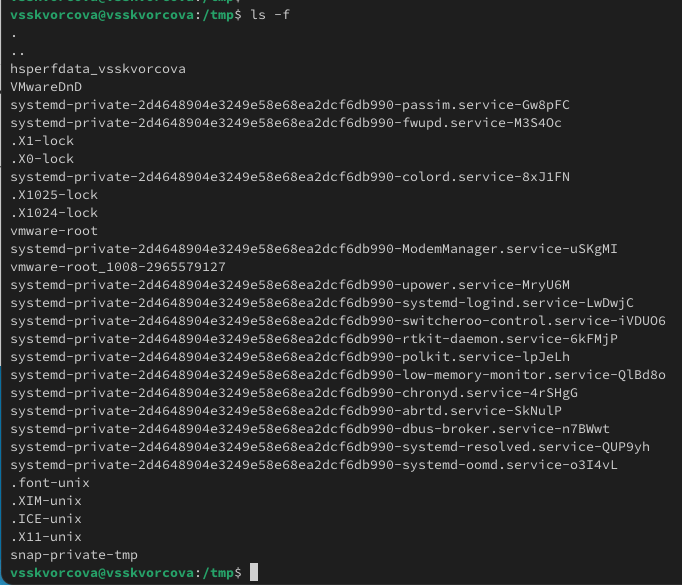 vsskvorcova@vsskvorcova:/tmp$ ls -f
.
..
hsperfdata_vsskvorcova
VMwareDnD
systemd-private-2d4648904e3249e58e68ea2dcf6db990-passim.service-Gw8pFC
systemd-private-2d4648904e3249e58e68ea2dcf6db990-fwupd.service-M3S4Oc
.X1-lock
.X0-lock
systemd-private-2d4648904e3249e58e68ea2dcf6db990-colord.service-8xJ1FN
.X1025-lock
.X1024-lock
vmware-root
systemd-private-2d4648904e3249e58e68ea2dcf6db990-ModemManager.service-uSKgMI
vmware-root_1008-2965579127
systemd-private-2d4648904e3249e58e68ea2dcf6db990-upower.service-MryU6M
systemd-private-2d4648904e3249e58e68ea2dcf6db990-systemd-logind.service-LwDwjC
systemd-private-2d4648904e3249e58e68ea2dcf6db990-switcheroo-control.service-iVDUO6
systemd-private-2d4648904e3249e58e68ea2dcf6db990-rtkit-daemon.service-6kFMjP
systemd-private-2d4648904e3249e58e68ea2dcf6db990-polkit.service-lpJeLh
systemd-private-2d4648904e3249e58e68ea2dcf6db990-low-memory-monitor.service-QlBd8o
systemd-private-2d4648904e3249e58e68ea2dcf6db990-chronyd.service-4rSHgG
systemd-private-2d4648904e3249e58e68ea2dcf6db990-abrtd.service-SkNulP
systemd-private-2d4648904e3249e58e68ea2dcf6db990-dbus-broker.service-n7BWwt
systemd-private-2d4648904e3249e58e68ea2dcf6db990-systemd-resolved.service-QUP9yh
systemd-private-2d4648904e3249e58e68ea2dcf6db990-systemd-oomd.service-o3I4vL
.font-unix
.XIM-unix
.ICE-unix
.X11-unix
snap-private-tmp
vsskvorcova@vsskvorcova:/tmp$